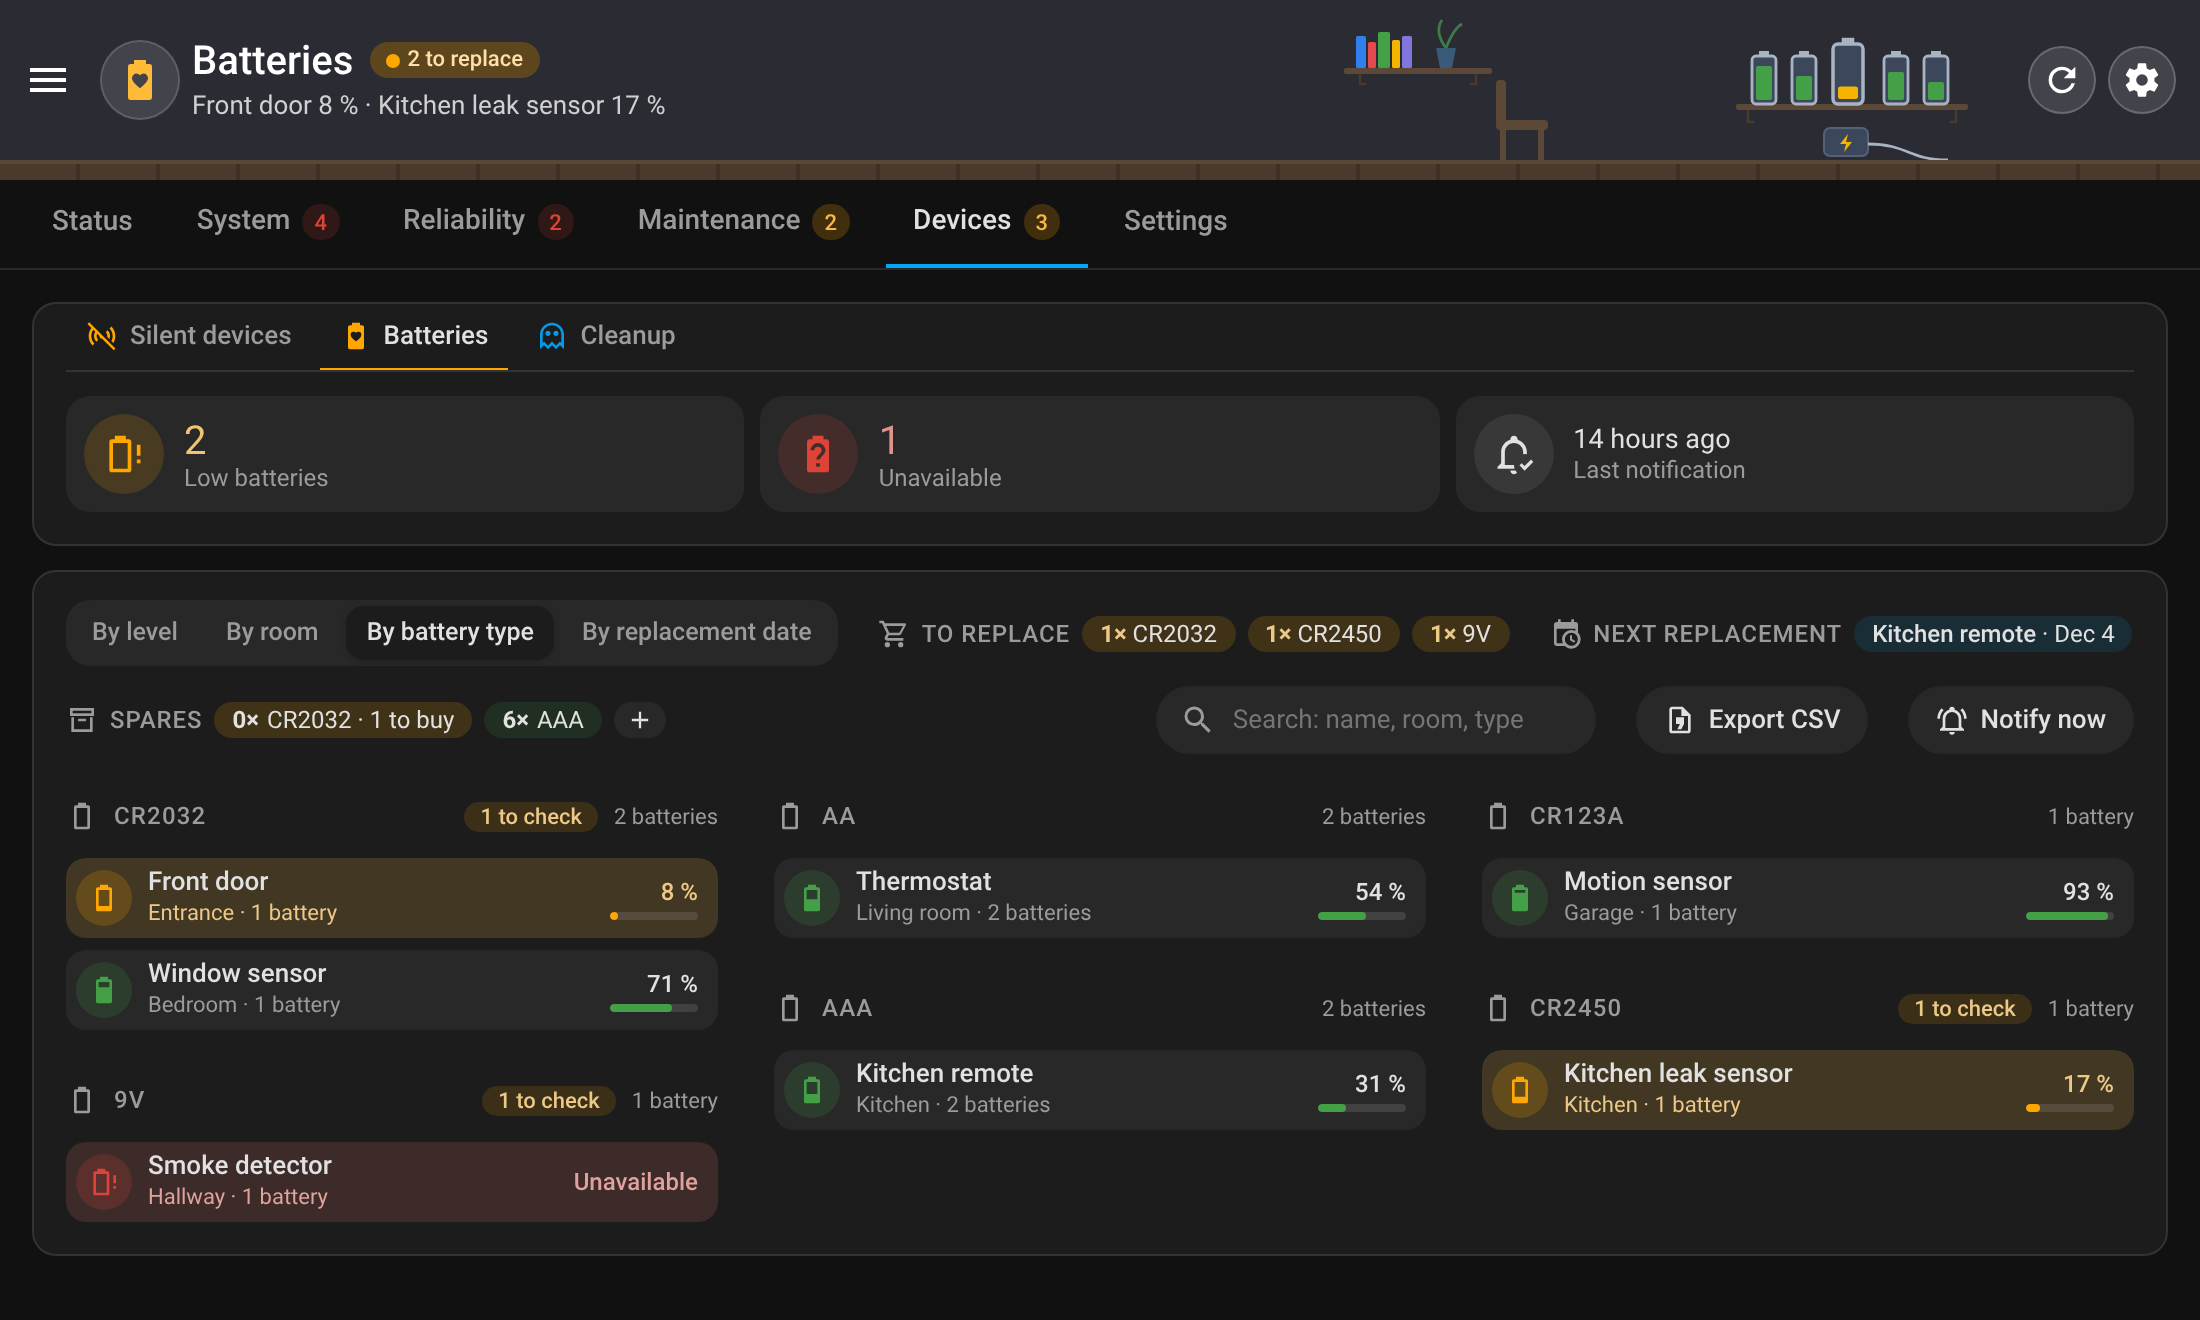 Batteries
2 to replace
Front door 8 % · Kitchen leak sensor 17 %
Status
System 4
Reliability 2
Maintenance 2
Devices 3
Settings
Silent devices
Batteries
Cleanup
2
Low batteries
1
Unavailable
14 hours ago
Last notification
By level
By room
By battery type
By replacement date
TO REPLACE 1× CR2032 1× CR2450 1× 9V
NEXT REPLACEMENT Kitchen remote · Dec 4
SPARES 0× CR2032 · 1 to buy 6× AAA +
Search: name, room, type
Export CSV
Notify now
CR2032 1 to check 2 batteries
Front door
Entrance · 1 battery
8 %
Window sensor
Bedroom · 1 battery
71 %
9V 1 to check 1 battery
Smoke detector
Hallway · 1 battery
Unavailable
AA 2 batteries
Thermostat
Living room · 2 batteries
54 %
AAA 2 batteries
Kitchen remote
Kitchen · 2 batteries
31 %
CR123A 1 battery
Motion sensor
Garage · 1 battery
93 %
CR2450 1 to check 1 battery
Kitchen leak sensor
Kitchen · 1 battery
17 %